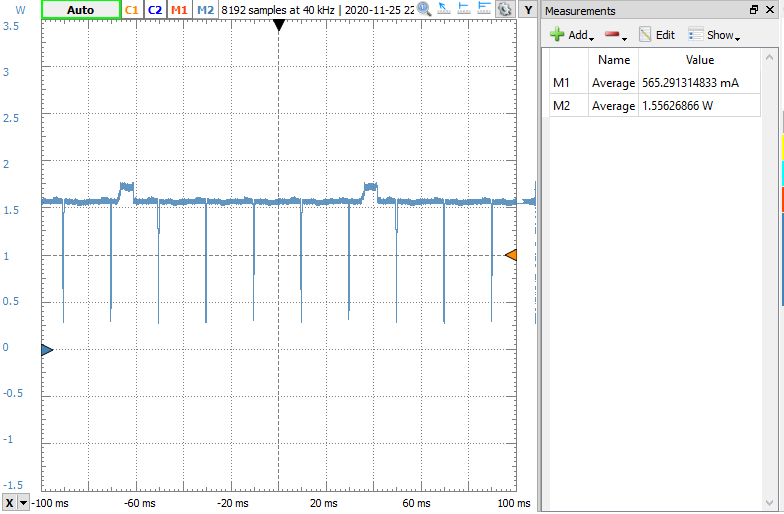 W
Auto
C1
C2
M1
M2
8192 samples at 40 kHz | 2020-11-25 22
Y
3.5
3
2.5
2
1.5
1
0.5
0
-0.5
-1
-1.5
X
-100 ms
-60 ms
-20 ms
20 ms
60 ms
100 ms
Measurements
Add
Edit
Show
Name Value
M1 Average 565.291314833 mA
M2 Average 1.55626866 W